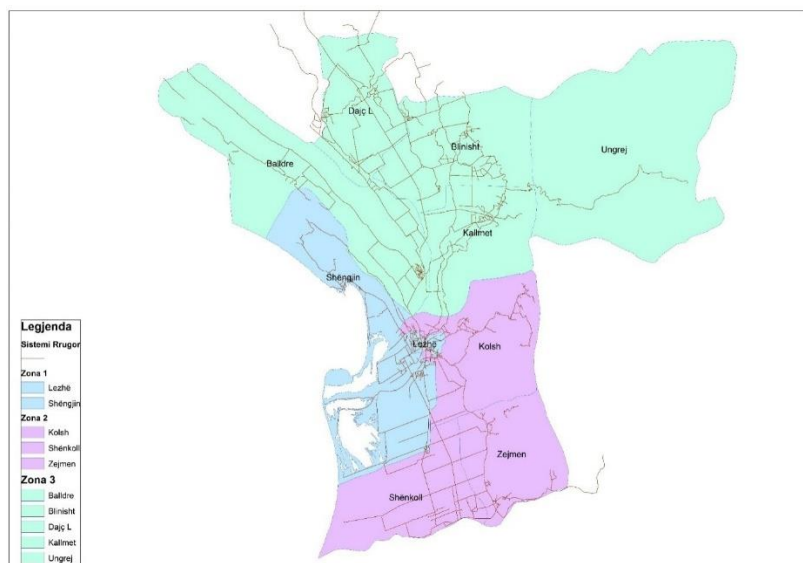 Dajç L
Blinisht
Ungrej
Balldre
Kallmet
Shëngjin
Lezhë
Kolsh
Zejmen
Shënkoll
Legjenda
Sistemi Rrugor
Zona 1
Lezhë
Shëngjin
Zona 2
Kolsh
Shënkoll
Zejmen
Zona 3
Balldre
Blinisht
Dajç L
Kallmet
Ungrej